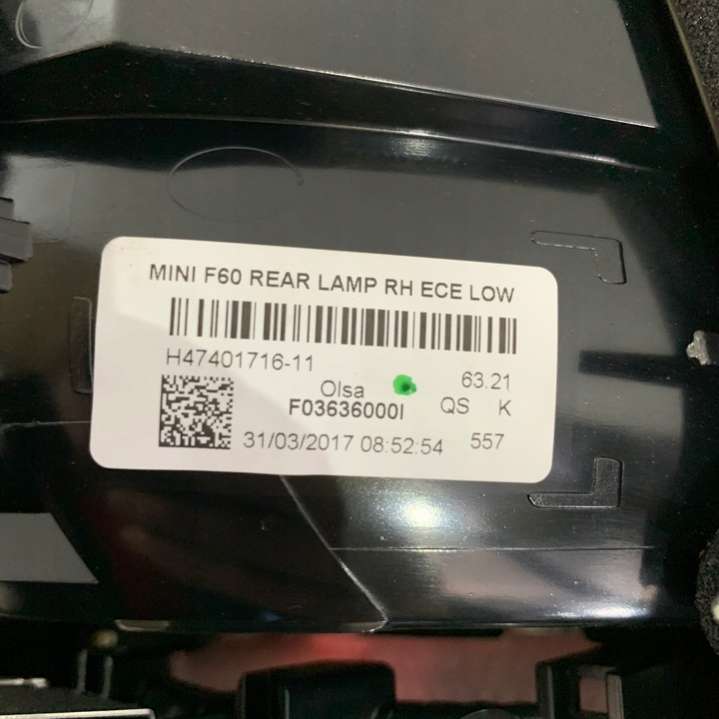 MINI F60 REAR LAMP RH ECE LOW
H47401716-11
63.21
Olsa
F03636000I
QS K
31/03/2017 08:52:54 557